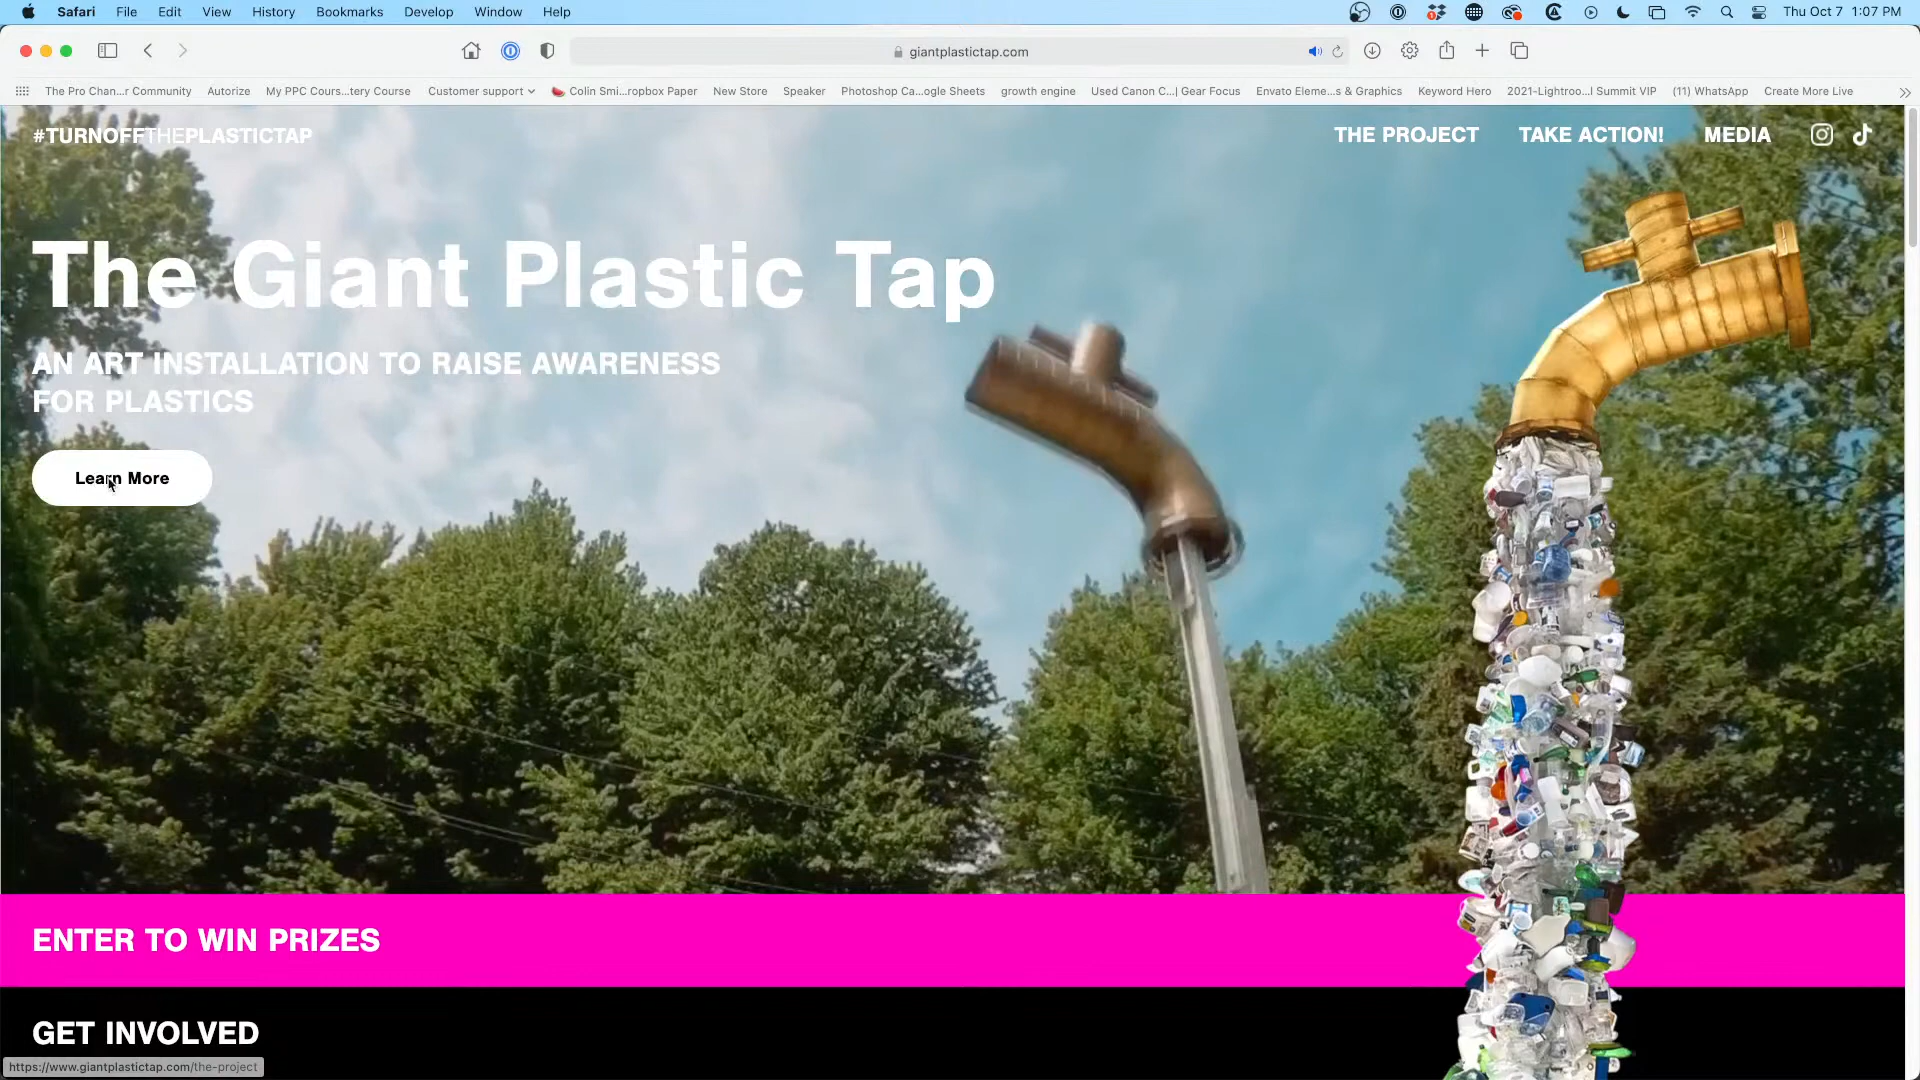 Safari File Edit View History Bookmarks Develop Window Help Thu Oct 7 1:07 PM
giantplastictap.com
The Pro Chan...r Community Autorize My PPC Cours...tery Course Customer support Colin Smi...ropbox Paper New Store Speaker Photoshop Ca...ogle Sheets growth engine Used Canon C...| Gear Focus Envato Eleme...s & Graphics Keyword Hero 2021-Lightroo...l Summit VIP (11) WhatsApp Create More Live
#TURNOFFTHEPLASTICTAP THE PROJECT TAKE ACTION! MEDIA
The Giant Plastic Tap
AN ART INSTALLATION TO RAISE AWARENESS
FOR PLASTICS
Learn More
ENTER TO WIN PRIZES
GET INVOLVED
https://www.giantplastictap.com/the-project